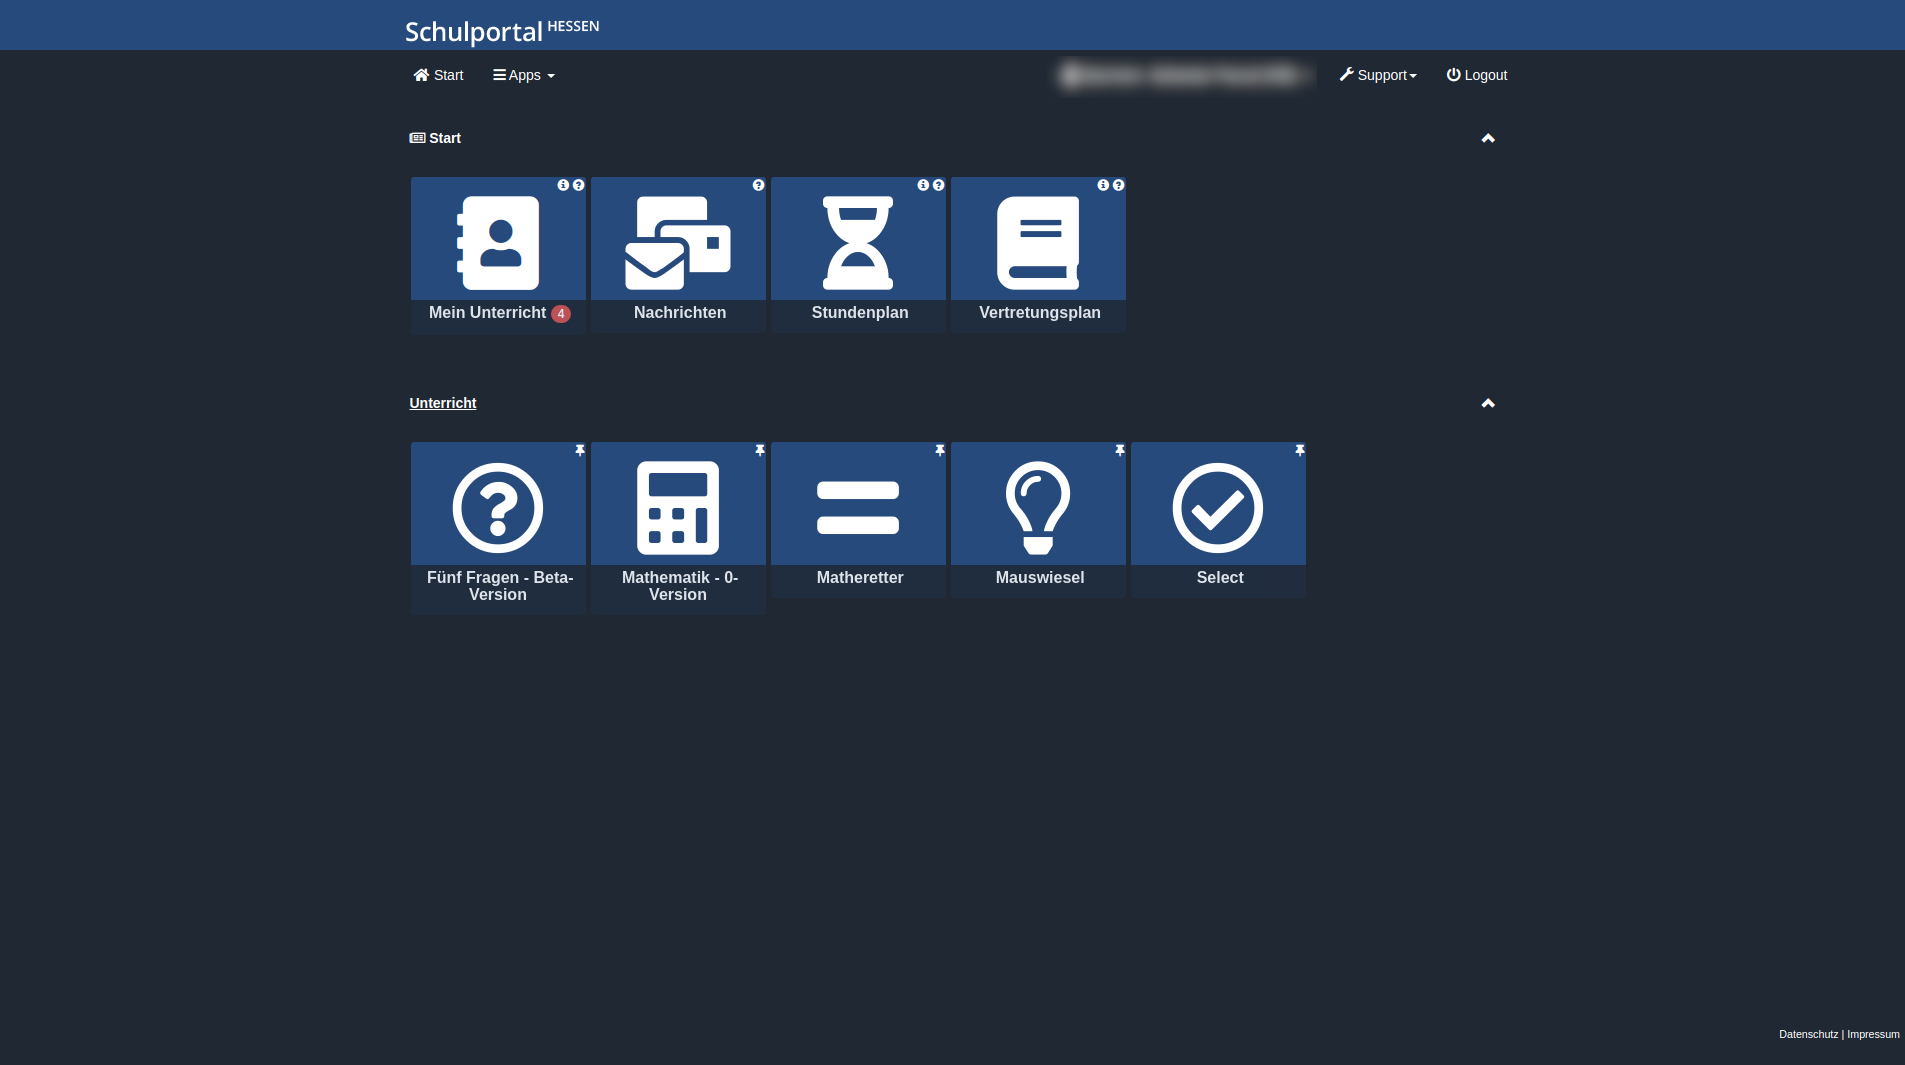 Schulportal HESSEN
Start
Apps
Support
Logout
Start
Mein Unterricht 4
Nachrichten
Stundenplan
Vertretungsplan
Unterricht
Fünf Fragen - Beta-
Version
Mathematik - 0-
Version
Matheretter
Mauswiesel
Select
Datenschutz | Impressum